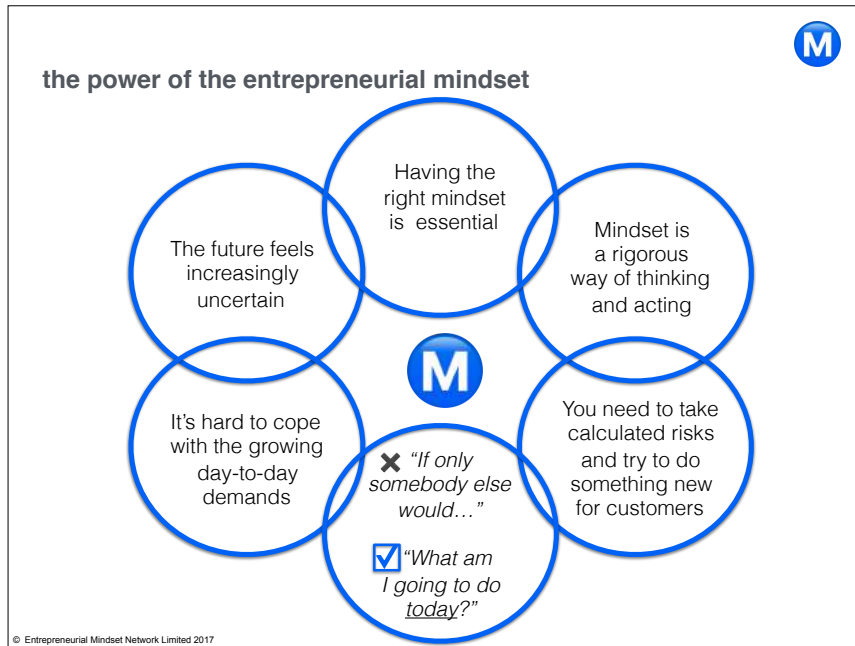 M
the power of the entrepreneurial mindset
Having the
right mindset
is essential
Mindset is
a rigorous
way of thinking
and acting
You need to take
calculated risks
and try to do
something new
for customers
“If only
somebody else
would…”
“What am
I going to do
today?”
It’s hard to cope
with the growing
day-to-day
demands
The future feels
increasingly
uncertain
M
© Entrepreneurial Mindset Network Limited 2017